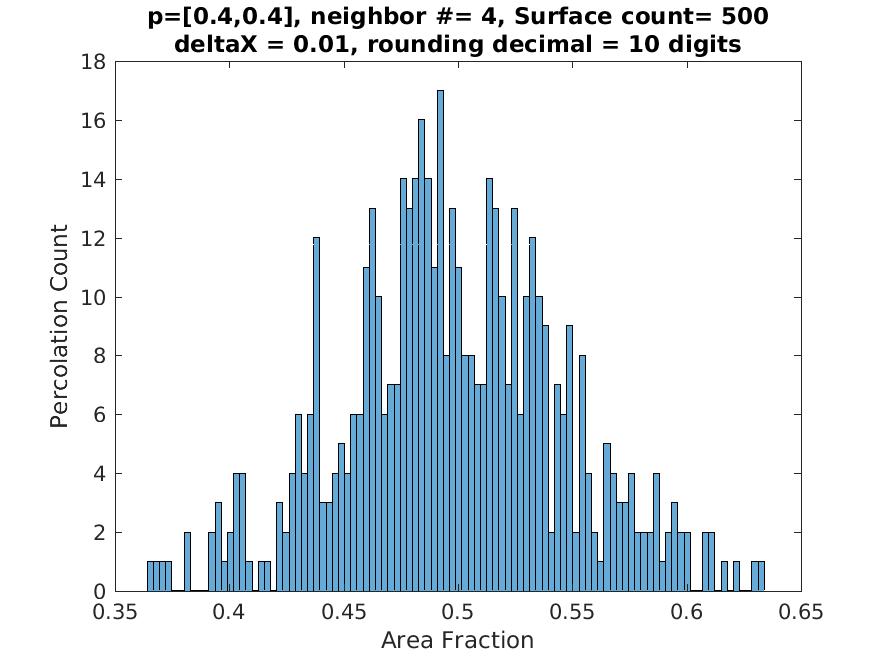 p=[0.4,0.4], neighbor #= 4, Surface count= 500
deltaX = 0.01, rounding decimal = 10 digits
18
16
14
12
10
8
6
4
2
0
Percolation Count
0.35 0.4 0.45 0.5 0.55 0.6 0.65
Area Fraction